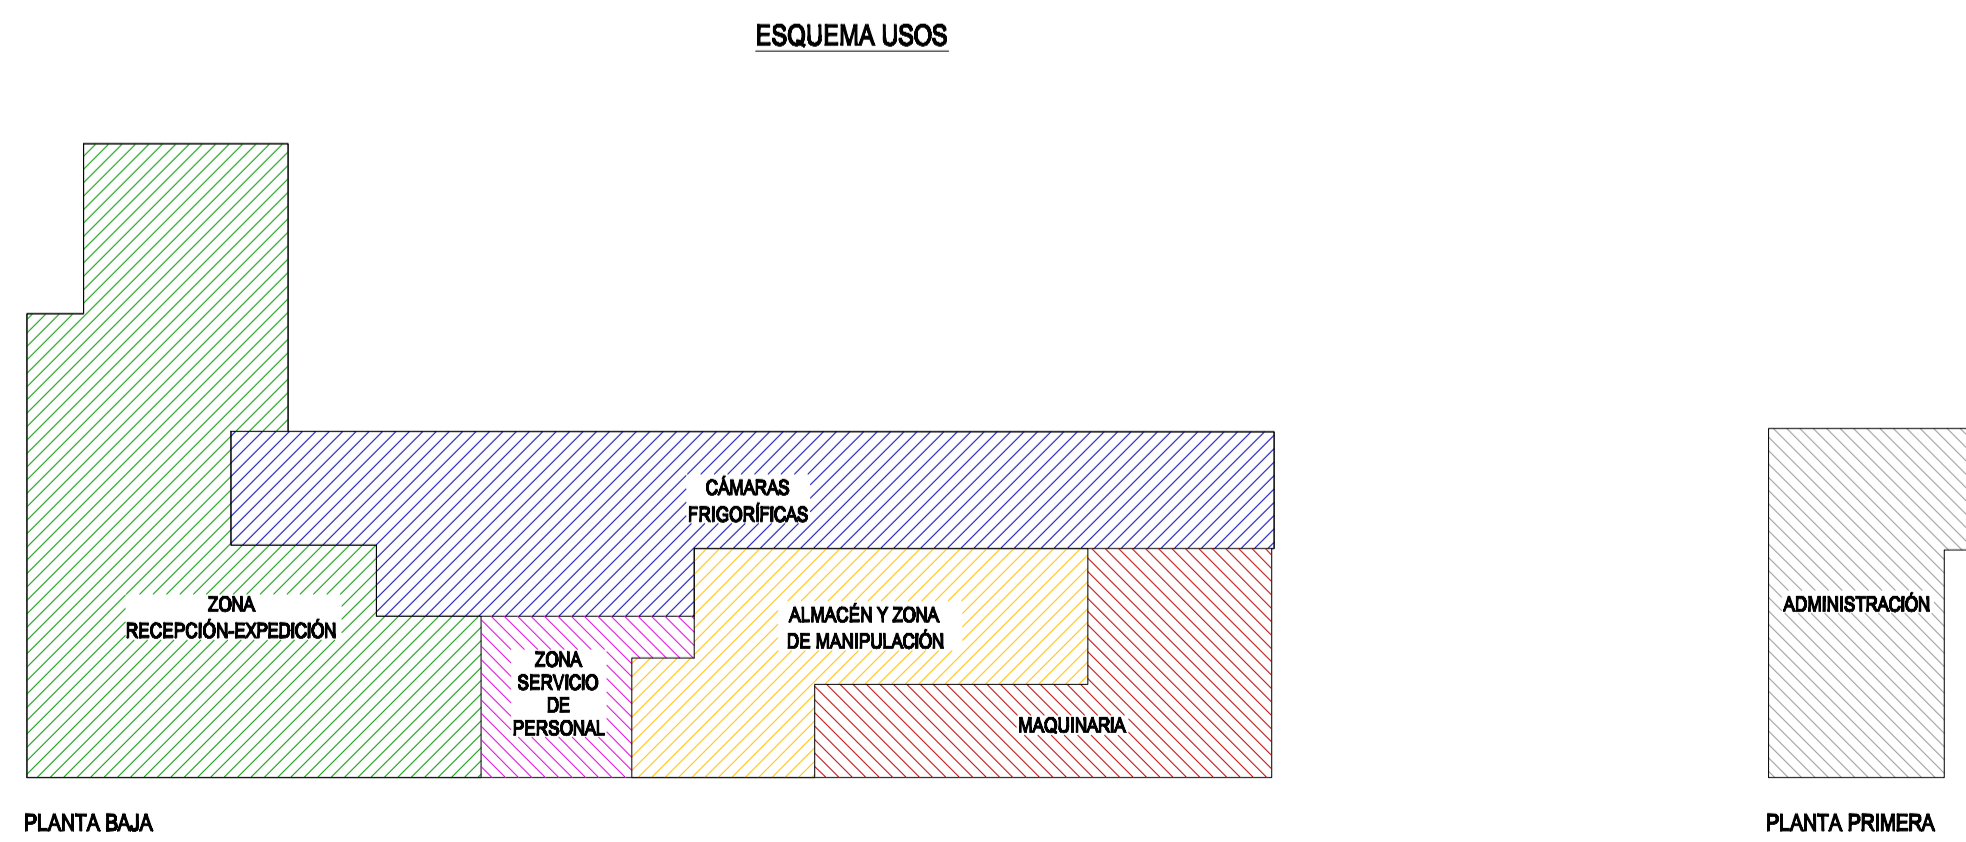 ESQUEMA USOS
CÁMARAS
FRIGORÍFICAS
ZONA
RECEPCIÓN-EXPEDICIÓN
ALMACÉN Y ZONA
DE MANIPULACIÓN
ZONA
SERVICIO
DE
PERSONAL
MAQUINARIA
ADMINISTRACIÓN
PLANTA BAJA
PLANTA PRIMERA